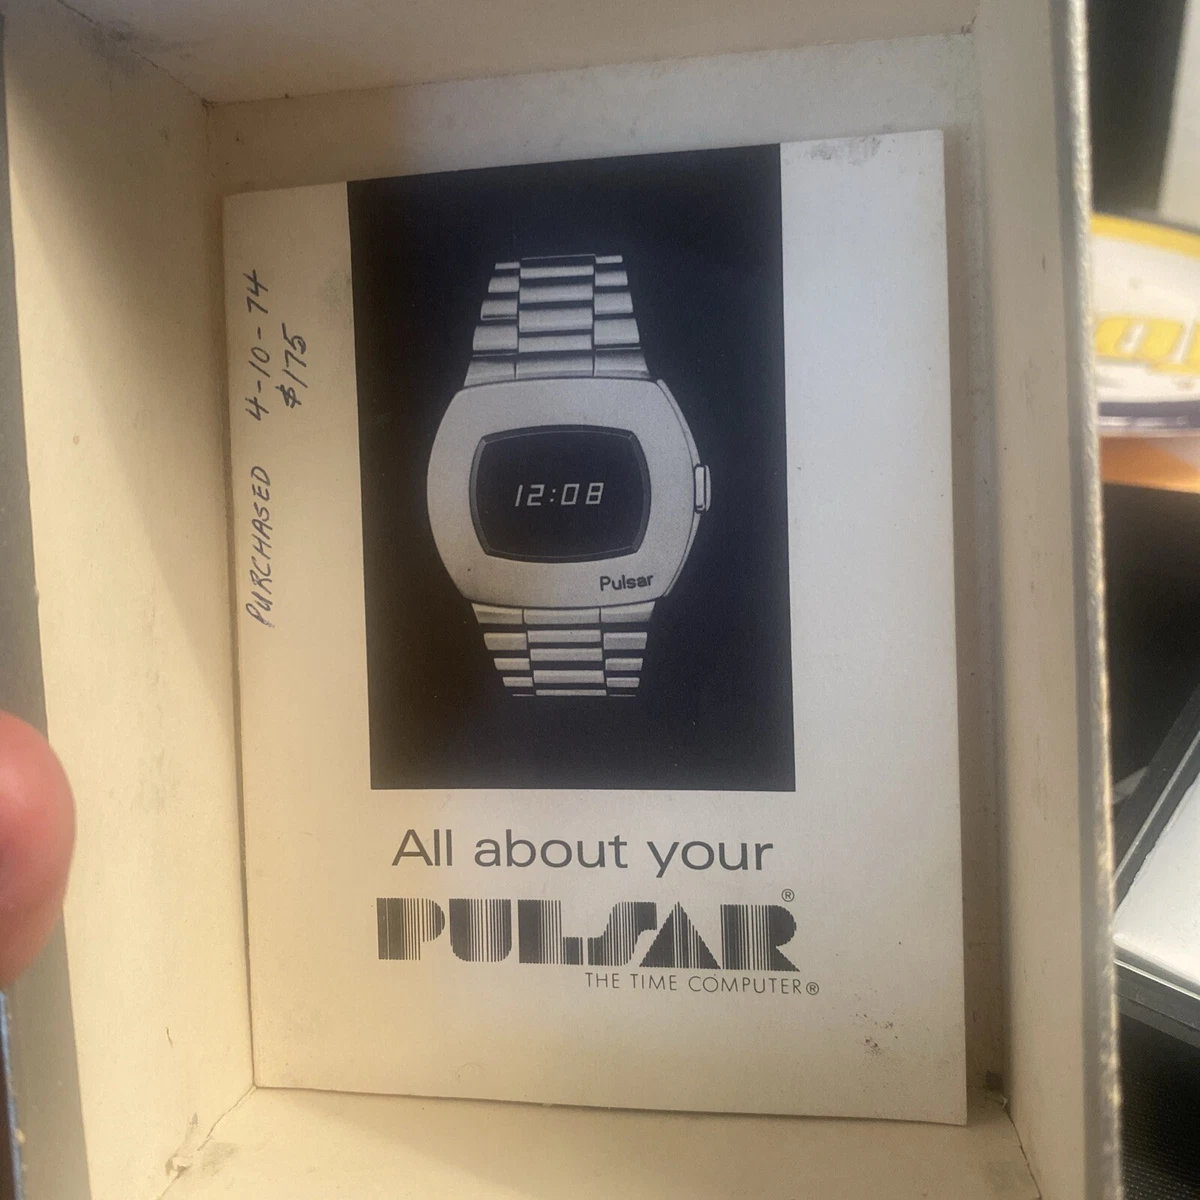 PURCHASED 4-10-74
$175
12:08
Pulsar
All about your
PULSAR®
THE TIME COMPUTER®